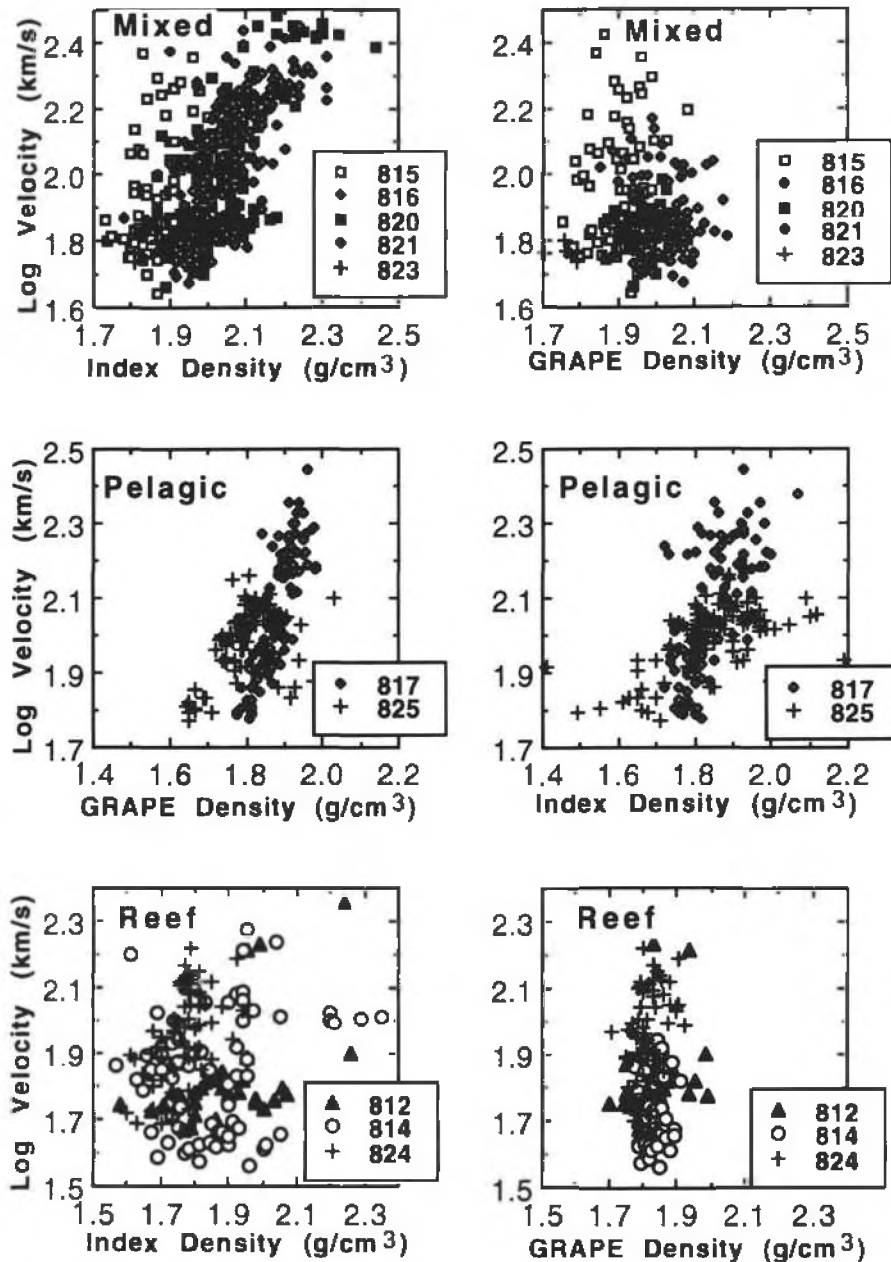 Mixed
Log Velocity (km/s)
2.4
2.2
2.0
1.8
1.6
1.7 1.9 2.1 2.3 2.5
Index Density (g/cm3)
815
816
820
821
823
Mixed
2.4
2.2
2.0
1.8
1.6
1.7 1.9 2.1 2.3 2.5
GRAPE Density (g/cm3)
815
816
820
821
823
Pelagic
Log Velocity (km/s)
2.5
2.3
2.1
1.9
1.7
1.4 1.6 1.8 2.0 2.2
GRAPE Density (g/cm3)
817
825
Pelagic
2.5
2.3
2.1
1.9
1.7
1.4 1.6 1.8 2.0 2.2
Index Density (g/cm3)
817
825
Reef
Log Velocity (km/s)
2.3
2.1
1.9
1.7
1.5
1.5 1.7 1.9 2.1 2.3
Index Density (g/cm3)
812
814
824
Reef
2.3
2.1
1.9
1.7
1.5
1.5 1.7 1.9 2.1 2.3
GRAPE Density (g/cm3)
812
814
824